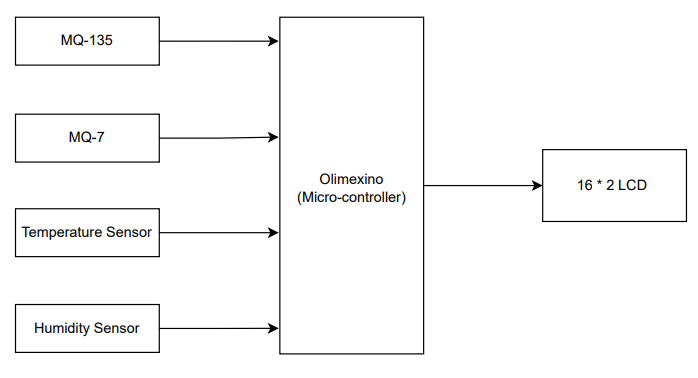 MQ-135
MQ-7
Temperature Sensor
Humidity Sensor
Olimexino
(Micro-controller)
16 * 2 LCD